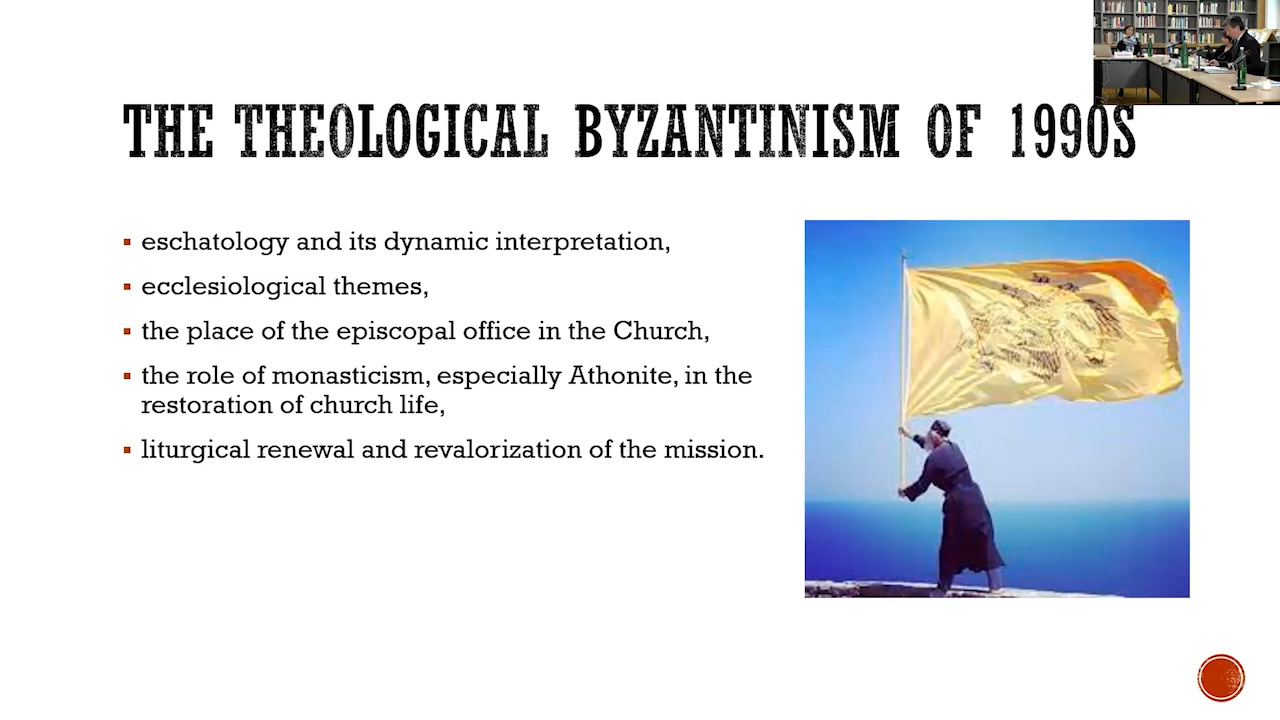 THE THEOLOGICAL BYZANTINISM OF 1990S
▪ eschatology and its dynamic interpretation,
▪ ecclesiological themes,
▪ the place of the episcopal office in the Church,
▪ the role of monasticism, especially Athonite, in the
restoration of church life,
▪ liturgical renewal and revalorization of the mission.